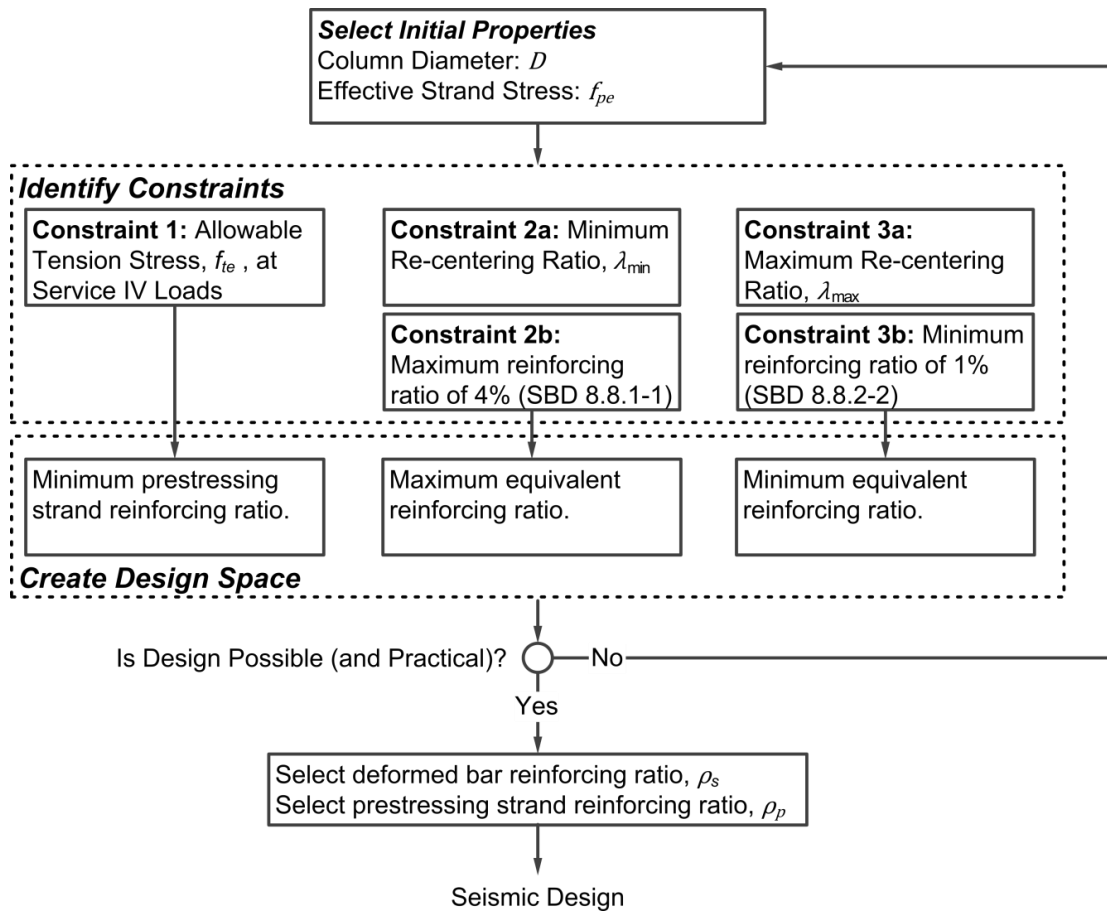 Select Initial Properties
Column Diameter: D
Effective Strand Stress: fpe
Identify Constraints
Constraint 1: Allowable
Tension Stress, fte , at
Service IV Loads
Constraint 2a: Minimum
Re-centering Ratio, λmin
Constraint 3a:
Maximum Re-centering
Ratio, λmax
Constraint 2b:
Maximum reinforcing
ratio of 4% (SBD 8.8.1-1)
Constraint 3b: Minimum
reinforcing ratio of 1%
(SBD 8.8.2-2)
Minimum prestressing
strand reinforcing ratio.
Maximum equivalent
reinforcing ratio.
Minimum equivalent
reinforcing ratio.
Create Design Space
Is Design Possible (and Practical)?
No
Yes
Select deformed bar reinforcing ratio, ρs
Select prestressing strand reinforcing ratio, ρp
Seismic Design